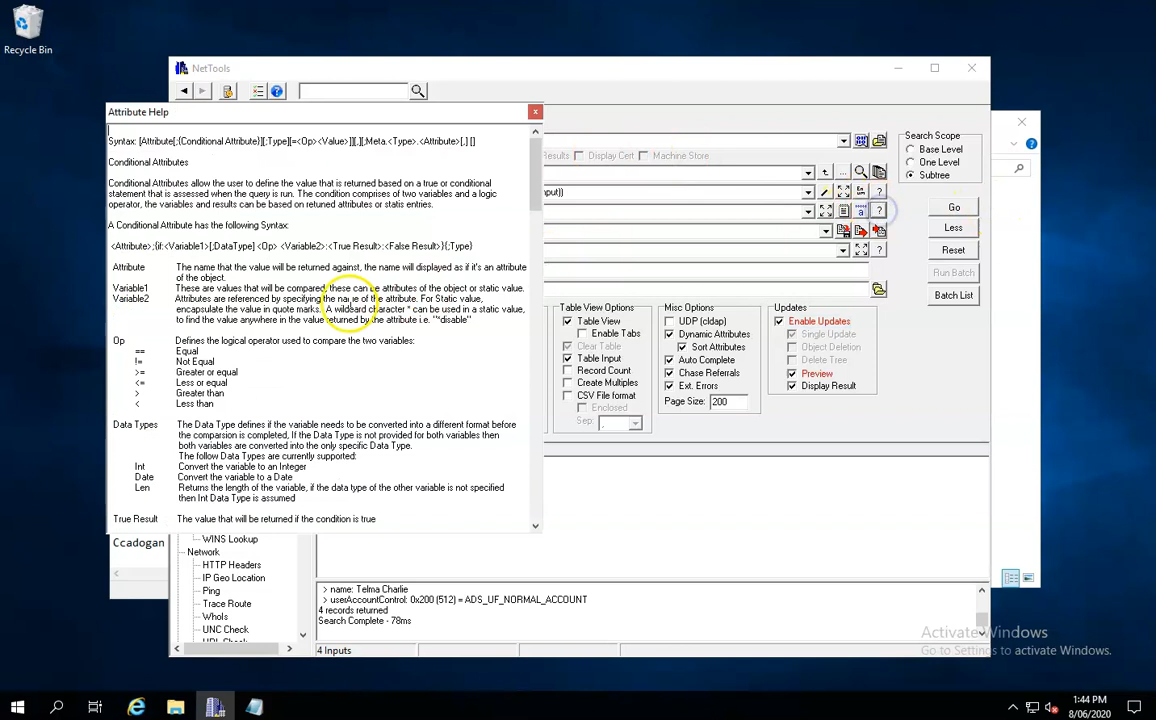 Recycle Bin
NetTools
Attribute Help
Syntax: [Attribute[;{Conditional Attribute}][;Type][=<Op><Value>]][,][;Meta.<Type>.<Attribute>[,] []
Conditional Attributes
Conditional Attributes allow the user to define the value that is returned based on a true or conditional
statement that is assessed when the query is run. The condition comprises of two variables and a logic
operator, the variables and results can be based on retuned attributes or statis entries.
A Conditional Attribute has the following Syntax:
<Attribute>;{if:<Variable1>[;DataType] <Op> <Variable2>:<True Result>:<False Result>}{;Type}
Attribute The name that the value will be returned against, the name will displayed as if it's an attribute
of the object.
Variable1 These are values that will be compared, these can be attributes of the object or static value.
Variable2 Attributes are referenced by specifying the name of the attribute. For Static value,
encapsulate the value in quote marks. A wildcard character * can be used in a static value,
to find the value anywhere in the value returned by the attribute i.e. "*disable"
Op Defines the logical operator used to compare the two variables:
== Equal
!= Not Equal
>= Greater or equal
<= Less or equal
> Greater than
< Less than
Data Types The Data Type defines if the variable needs to be converted into a different format before
the comparsion is completed, If the Data Type is not provided for both variables then
both variables are converted into the only specific Data Type.
The follow Data Types are currently supported:
Int Convert the variable to an Integer
Date Convert the variable to a Date
Len Returns the length of the variable, if the data type of the other variable is not specified
then Int Data Type is assumed
True Result The value that will be returned if the condition is true
Results Display Cert Machine Store
nput))
Search Scope
Base Level
One Level
Subtree
Go
Less
Reset
Run Batch
Batch List
Table View Options
Table View
Enable Tabs
Clear Table
Table Input
Record Count
Create Multiples
CSV File format
Enclosed
Sep:
Misc Options
UDP (cldap)
Dynamic Attributes
Sort Attributes
Auto Complete
Chase Referrals
Ext. Errors
Page Size: 200
Updates
Enable Updates
Single Update
Object Deletion
Delete Tree
Preview
Display Result
Ccadogan
WINS Lookup
Network
HTTP Headers
IP Geo Location
Ping
Trace Route
WhoIs
UNC Check
URL Check
> name: Telma Charlie
> userAccountControl: 0x200 (512) = ADS_UF_NORMAL_ACCOUNT
4 records returned
Search Complete - 78ms
4 Inputs
Activate Windows
Go to Settings to activate Windows.
1:44 PM
8/06/2020